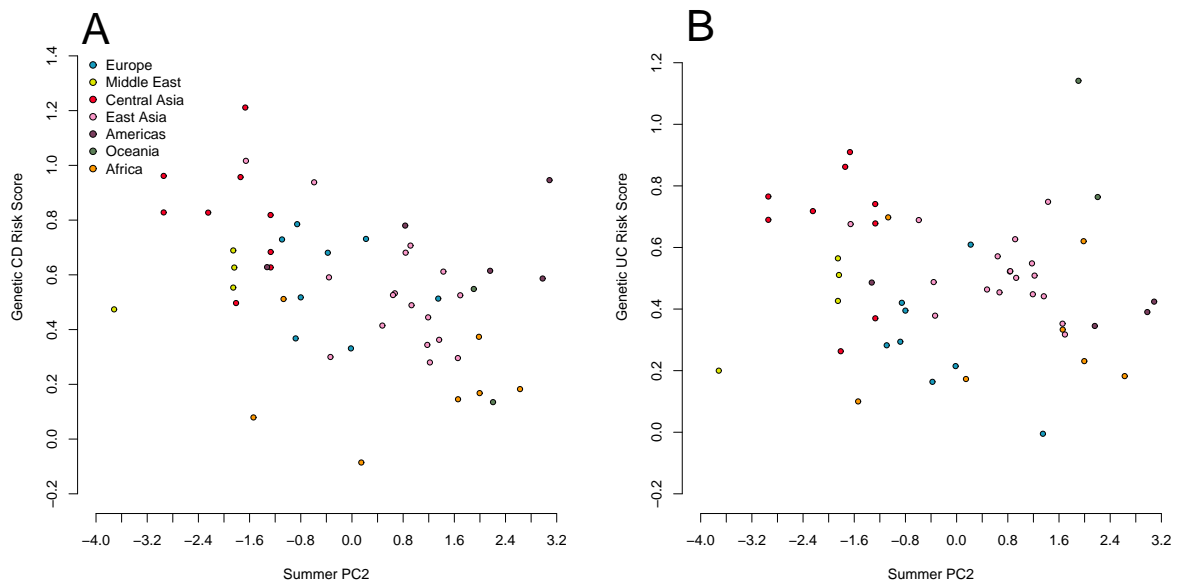 A
B
Europe
Middle East
Central Asia
East Asia
Americas
Oceania
Africa
Genetic CD Risk Score
1.4
1.2
1.0
0.8
0.6
0.4
0.2
0.0
−0.2
−4.0 −3.2 −2.4 −1.6 −0.8 0.0 0.8 1.6 2.4 3.2
Summer PC2
Genetic UC Risk Score
1.2
1.0
0.8
0.6
0.4
0.2
0.0
−0.2
−4.0 −3.2 −2.4 −1.6 −0.8 0.0 0.8 1.6 2.4 3.2
Summer PC2